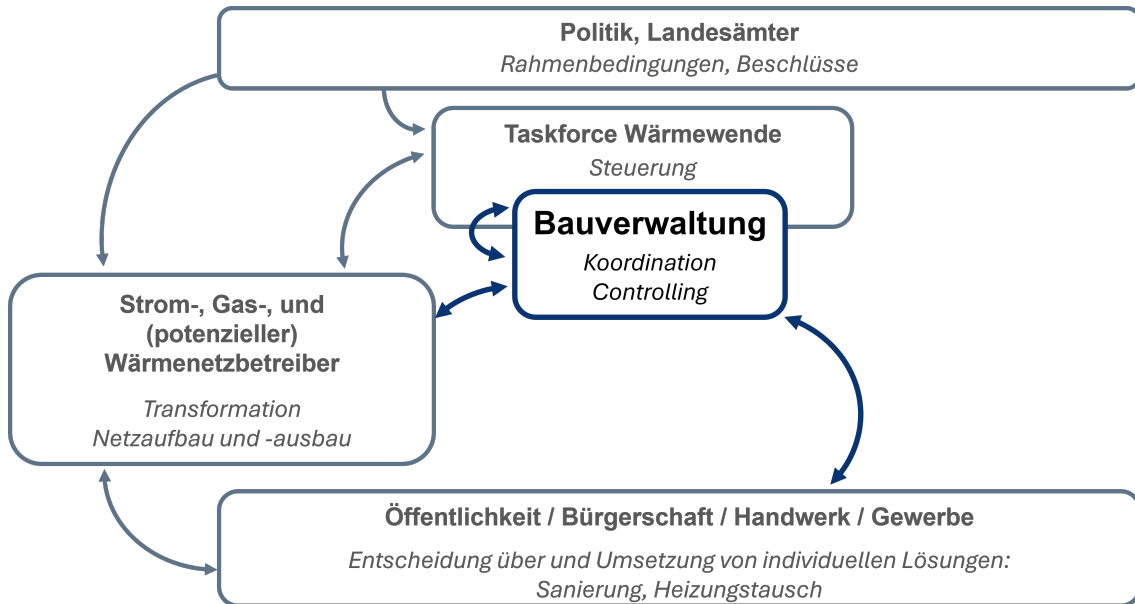 Politik, Landesämter
Rahmenbedingungen, Beschlüsse
Taskforce Wärmewende
Steuerung
Bauverwaltung
Koordination
Controlling
Strom-, Gas-, und
(potenzieller)
Wärmenetzbetreiber
Transformation
Netzaufbau und -ausbau
Öffentlichkeit / Bürgerschaft / Handwerk / Gewerbe
Entscheidung über und Umsetzung von individuellen Lösungen:
Sanierung, Heizungstausch